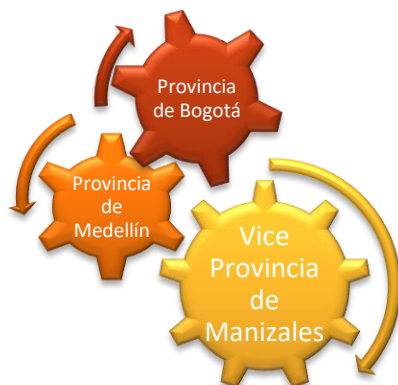 Provincia
de Bogotá
Provincia
de
Medellín
Vice
Provincia
de
Manizales